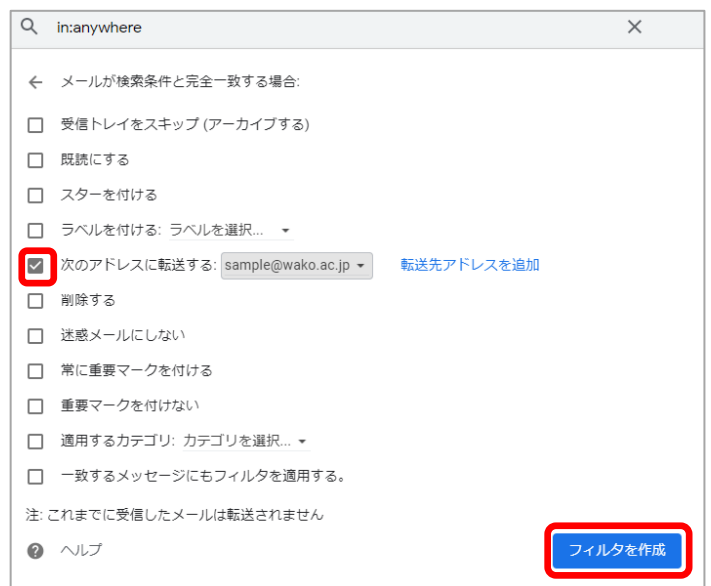 in:anywhere
メールが検索条件と完全一致する場合:
受信トレイをスキップ (アーカイブする)
既読にする
スターを付ける
ラベルを付ける: ラベルを選択...
次のアドレスに転送する: sample@wako.ac.jp 転送先アドレスを追加
削除する
迷惑メールにしない
常に重要マークを付ける
重要マークを付けない
適用するカテゴリ: カテゴリを選択...
一致するメッセージにもフィルタを適用する。
注: これまでに受信したメールは転送されません
ヘルプ フィルタを作成